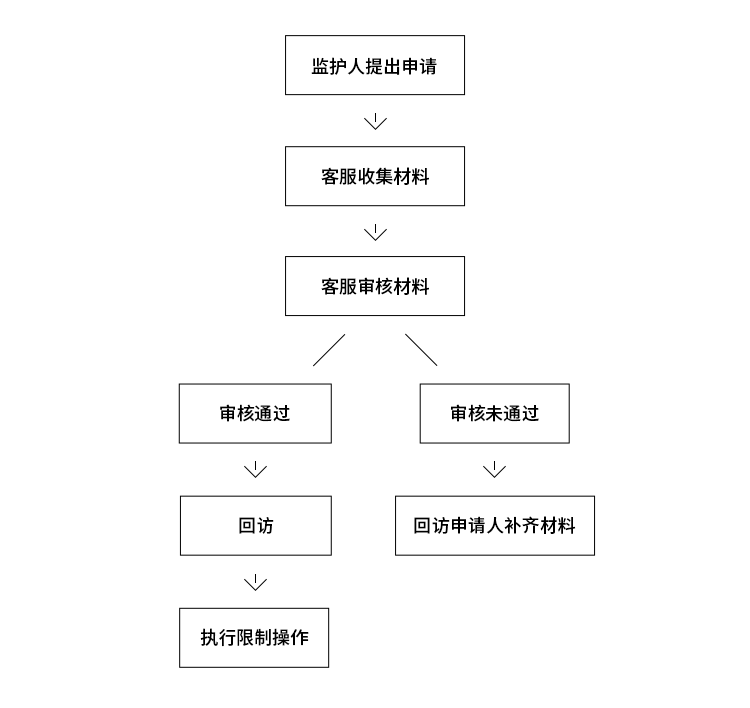 监护人提出申请
客服收集材料
客服审核材料
审核通过
审核未通过
回访
回访申请人补齐材料
执行限制操作